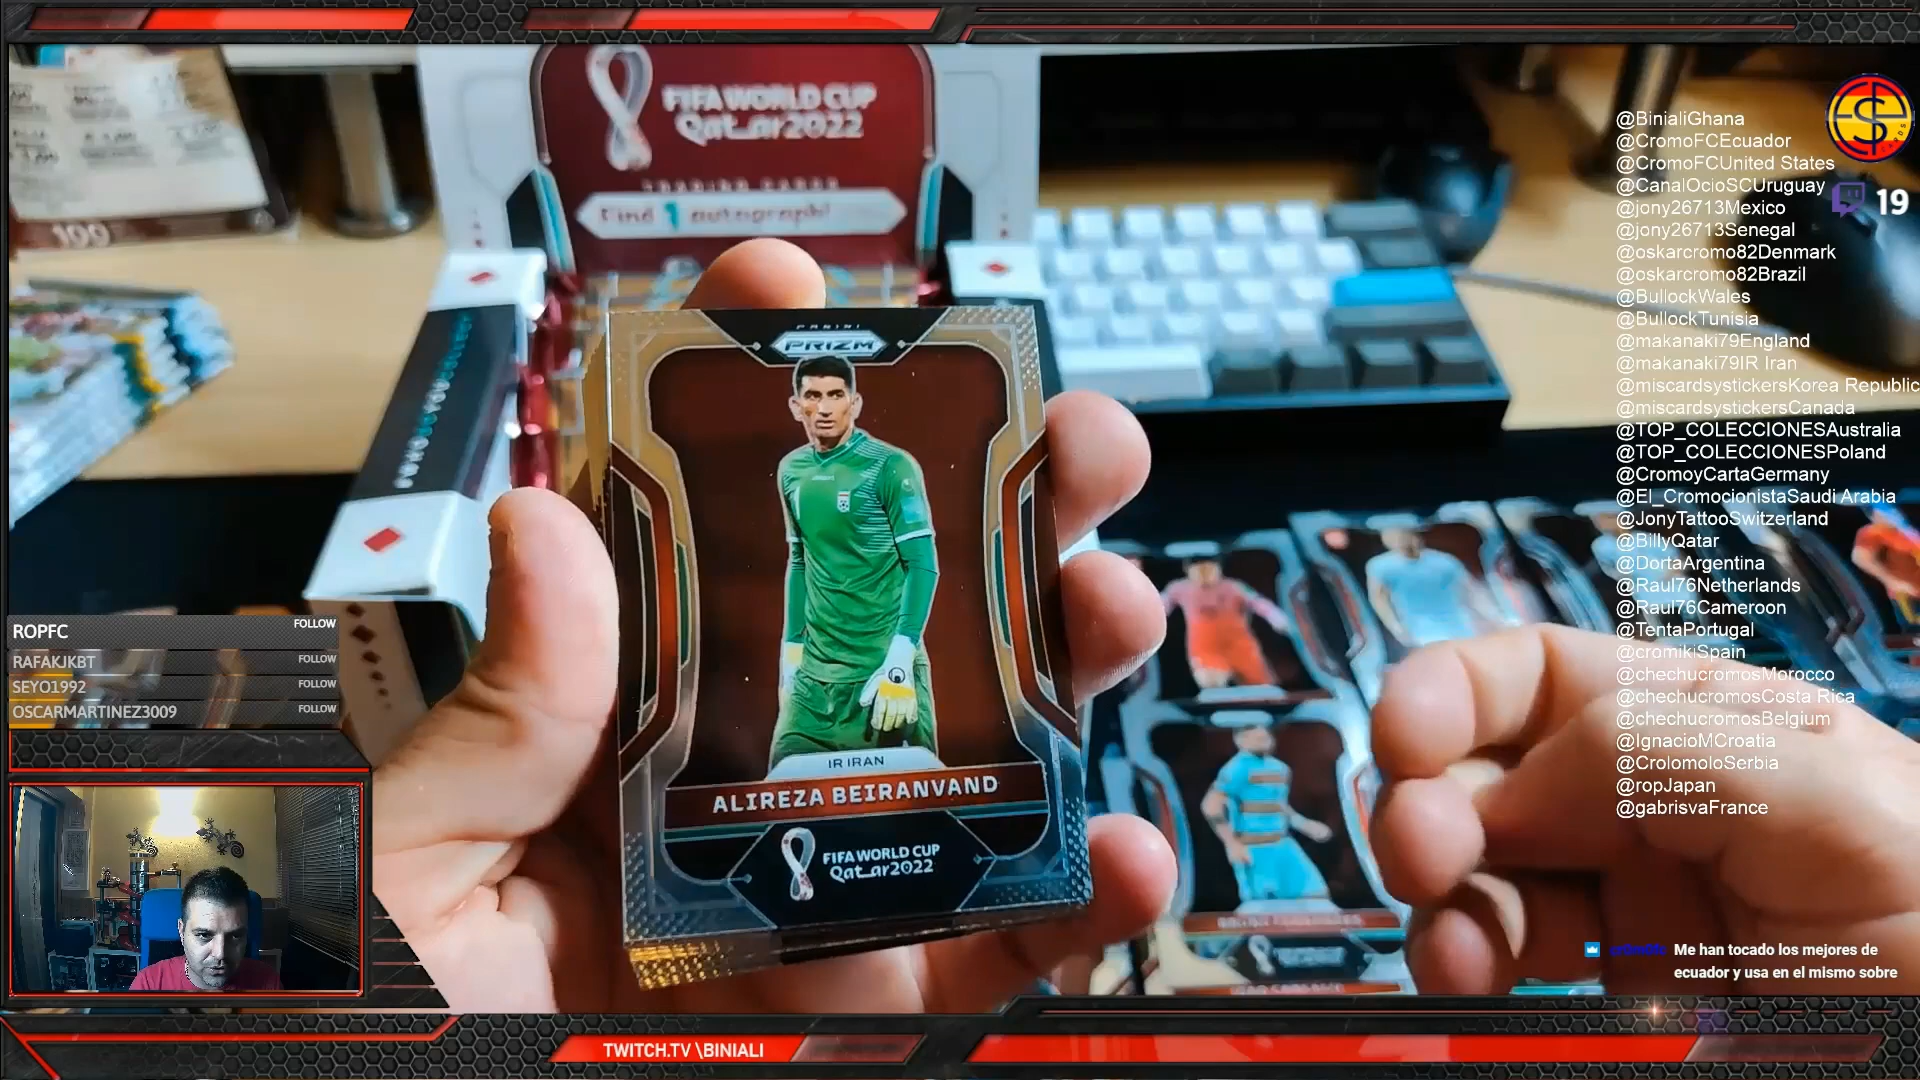 FIFA WORLD CUP
Qatar2022
TRADING CARDS
Find 1 autograph!
100
PANINI
PRIZM
IR IRAN
ALIREZA BEIRANVAND
FIFA WORLD CUP
Qatar2022
@BinialiGhana
@CromoFCEcuador
@CromoFCUnited States
@CanalOcioSCUruguay
@jony26713Mexico
@jony26713Senegal
@oskarcromo82Denmark
@oskarcromo82Brazil
@BullockWales
@BullockTunisia
@makanaki79England
@makanaki79IR Iran
@miscardsystickersKorea Republic
@miscardsystickersCanada
@TOP_COLECCIONESAustralia
@TOP_COLECCIONESPoland
@CromoyCartaGermany
@El_CromocionistaSaudi Arabia
@JonyTattooSwitzerland
@BillyQatar
@DortaArgentina
@Raul76Netherlands
@Raul76Cameroon
@TentaPortugal
@cromikiSpain
@chechucromosMorocco
@chechucromosCosta Rica
@chechucromosBelgium
@IgnacioMCroatia
@CrolomoloSerbia
@ropJapan
@gabrisvaFrance
19
ROPFC FOLLOW
RAFAKJKBT FOLLOW
SEYO1992 FOLLOW
OSCARMARTINEZ3009 FOLLOW
Me han tocado los mejores de
ecuador y usa en el mismo sobre
TWITCH.TV\BINIALI